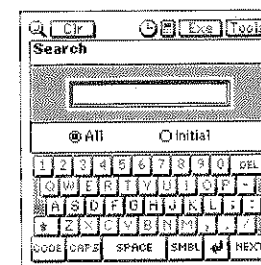 Clr Exe Tool
Search
All Initial
1 2 3 4 5 6 7 8 9 0 DEL
Q W E R T Y U I O P -
A S D F G H J K L ; :
Z X C V B N M , . /
CODE CAPS SPACE SMBL NEXT